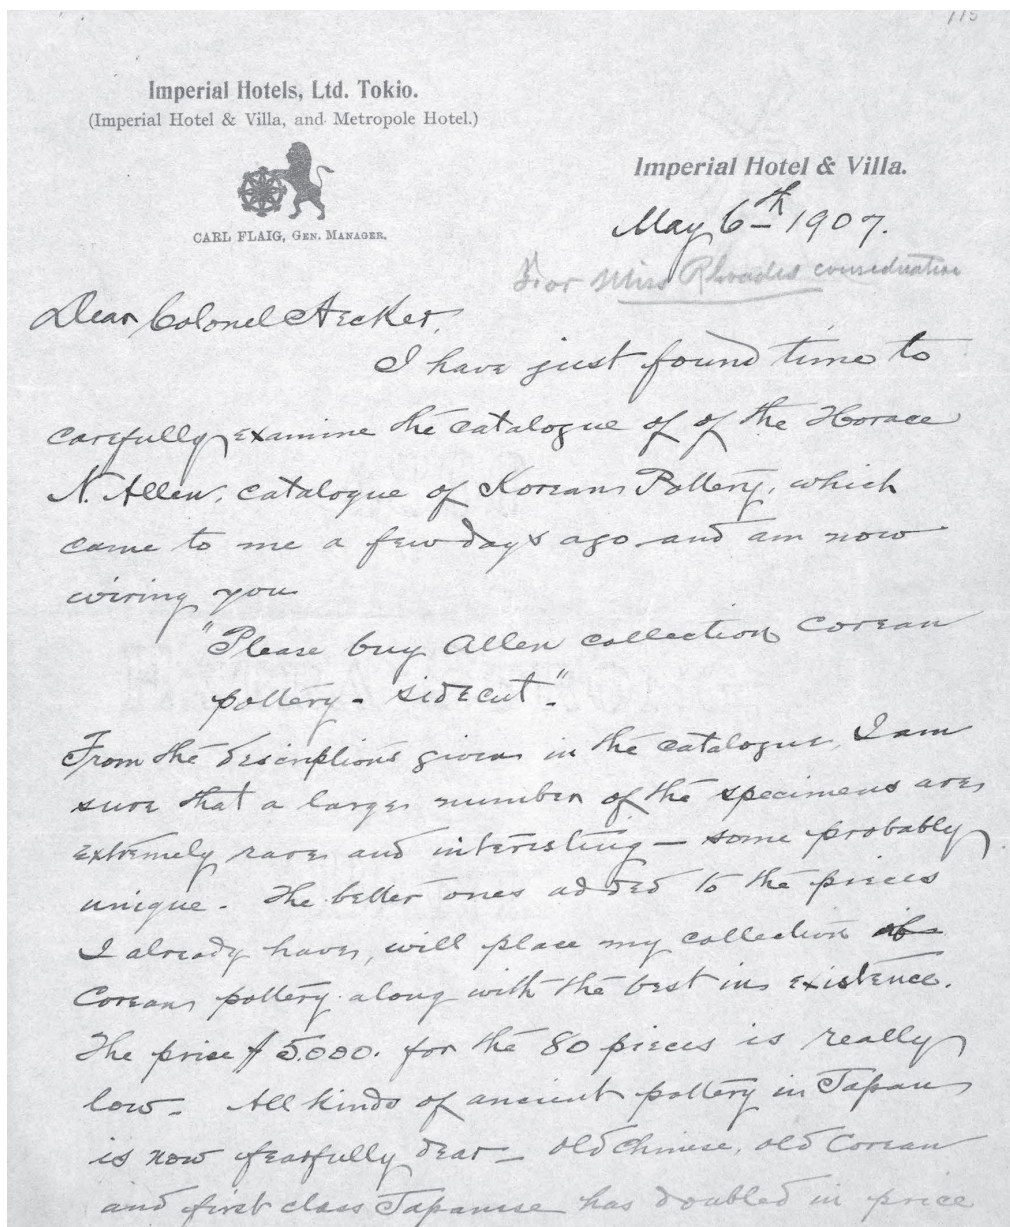 115
Imperial Hotels, Ltd. Tokio.
(Imperial Hotel & Villa, and Metropole Hotel.)
CARL FLAIG, GEN. MANAGER.
Imperial Hotel & Villa.
May 6th 1907.
For Miss Rhoades consideration
Dear Colonel Hecker,
I have just found time to
carefully examine the catalogue of of the Horace
N. Allen, catalogue of Korean Pottery, which
came to me a few days ago and am now
wiring you
"Please buy Allen collection Corean
pottery - sidecut".
From the descriptions given in the catalogue, I am
sure that a large number of the specimens are
extremely rare and interesting - some probably
unique. The better ones added to the pieces
I already have, will place my collection of
Corean pottery along with the best in existence.
The price $5.000. for the 80 pieces is really
low. All kinds of ancient pottery in Japan
is now fearfully dear - old Chinese, old Corean
and first class Japanese has doubled in price